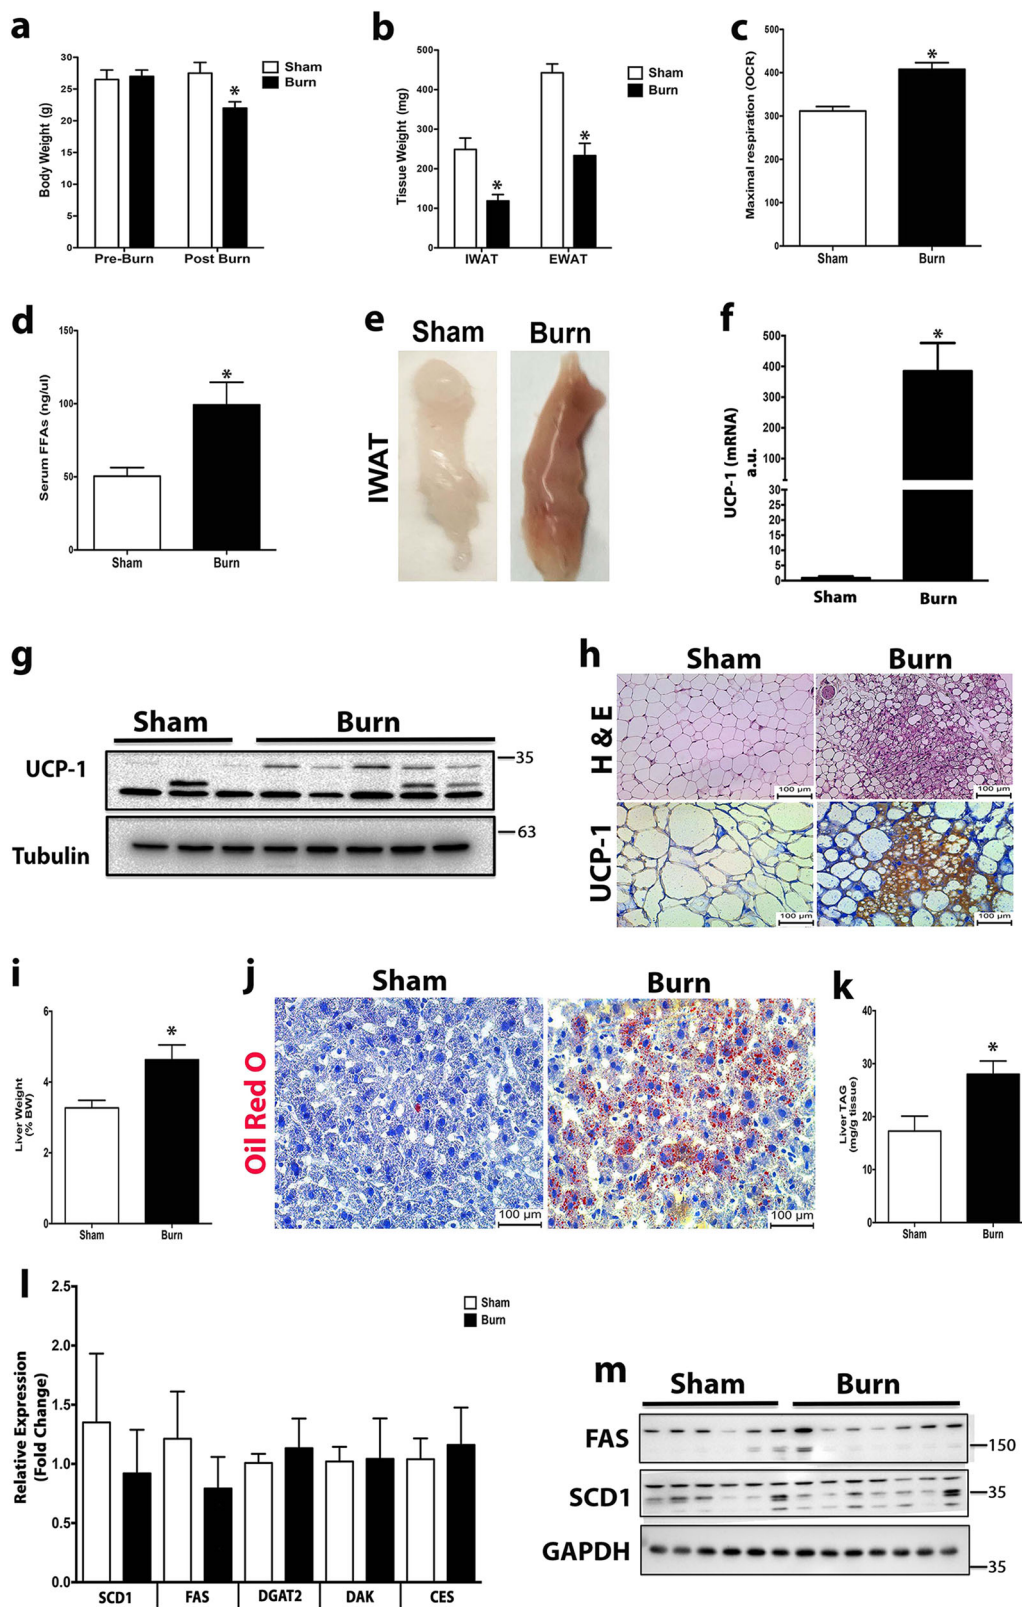 a
Body Weight (g)
30
25
20
15
10
5
0
*
Sham
Burn
Pre-Burn Post Burn
b
Tissue Weight (mg)
500
400
300
200
100
0
*
*
Sham
Burn
IWAT EWAT
c
Maximal respiration (OCR)
500
400
300
200
100
0
*
Sham Burn
d
Serum FFAs (ng/ul)
150
100
50
0
*
Sham Burn
e
Sham Burn
IWAT
f
UCP-1 (mRNA)
a.u.
500
400
300
200
100
30
25
20
15
10
5
0
*
Sham Burn
g
Sham Burn
UCP-1
35
Tubulin
63
h
Sham Burn
H & E
100 µm
100 µm
UCP-1
100 µm
100 µm
i
Liver Weight
(% BW)
6
4
2
0
*
Sham Burn
j
Sham Burn
Oil Red O
100 µm
100 µm
k
Liver TAG
(mg/g tissue)
40
30
20
10
0
*
Sham Burn
l
Relative Expression
(Fold Change)
2.5
2.0
1.5
1.0
0.5
0.0
Sham
Burn
SCD1 FAS DGAT2 DAK CES
m
Sham Burn
FAS
150
SCD1
35
GAPDH
35